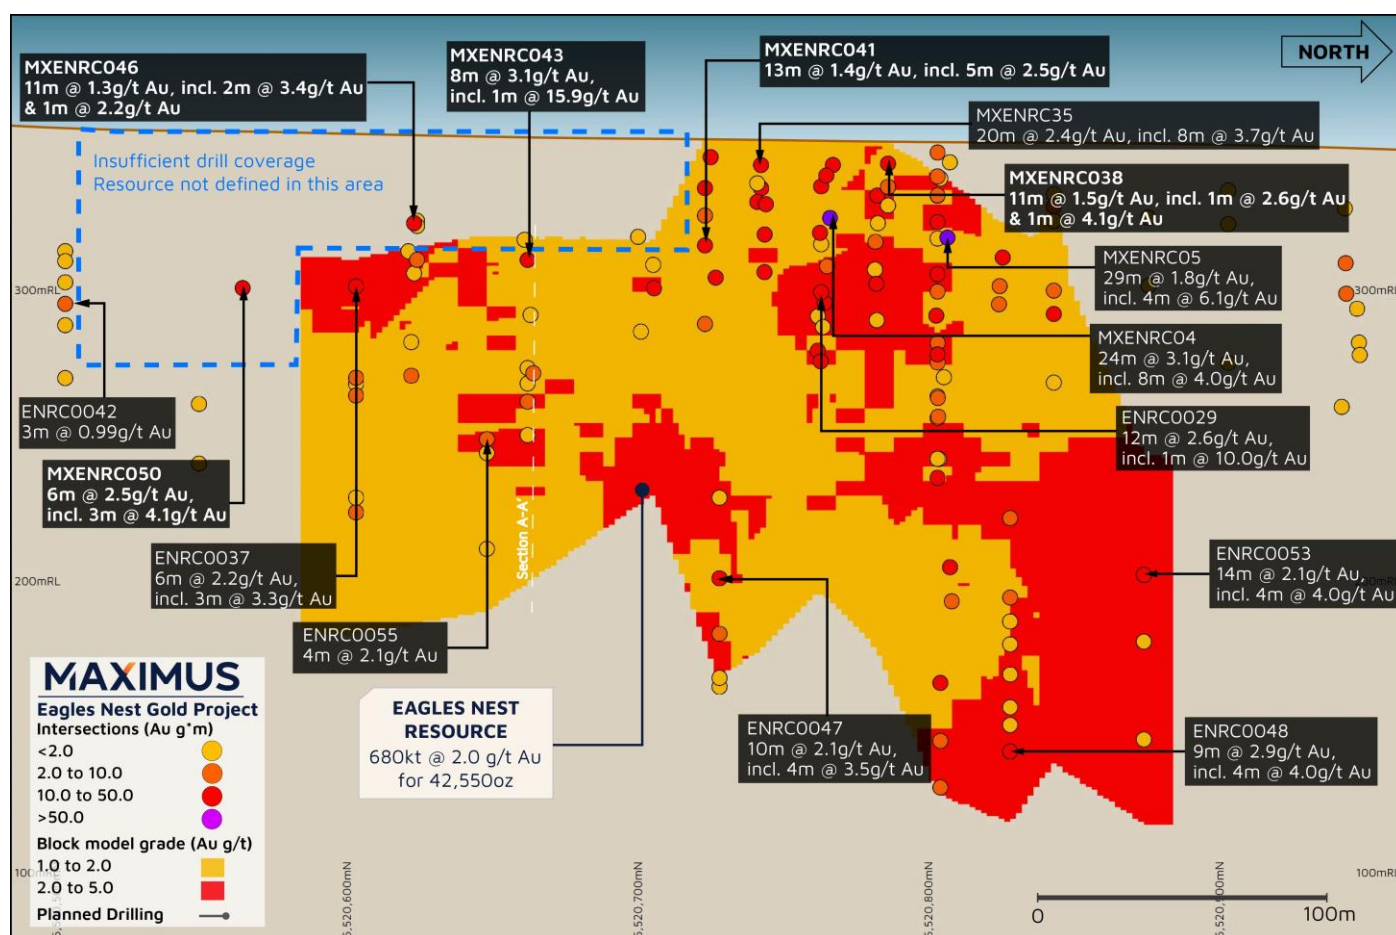 MXENRC046
11m @ 1.3g/t Au, incl. 2m @ 3.4g/t Au
& 1m @ 2.2g/t Au
MXENRC043
8m @ 3.1g/t Au,
incl. 1m @ 15.9g/t Au
MXENRC041
13m @ 1.4g/t Au, incl. 5m @ 2.5g/t Au
NORTH
MXENRC35
20m @ 2.4g/t Au, incl. 8m @ 3.7g/t Au
Insufficient drill coverage
Resource not defined in this area
MXENRC038
11m @ 1.5g/t Au, incl. 1m @ 2.6g/t Au
& 1m @ 4.1g/t Au
MXENRC05
29m @ 1.8g/t Au,
incl. 4m @ 6.1g/t Au
300mRL
300mRL
MXENRC04
24m @ 3.1g/t Au,
incl. 8m @ 4.0g/t Au
ENRC0042
3m @ 0.99g/t Au
ENRC0029
12m @ 2.6g/t Au,
incl. 1m @ 10.0g/t Au
MXENRC050
6m @ 2.5g/t Au,
incl. 3m @ 4.1g/t Au
Section A-A'
ENRC0037
6m @ 2.2g/t Au,
incl. 3m @ 3.3g/t Au
200mRL
ENRC0053
14m @ 2.1g/t Au,
incl. 4m @ 4.0g/t Au
ENRC0055
4m @ 2.1g/t Au
MAXIMUS
Eagles Nest Gold Project
Intersections (Au g*m)
<2.0
2.0 to 10.0
10.0 to 50.0
>50.0
Block model grade (Au g/t)
1.0 to 2.0
2.0 to 5.0
Planned Drilling
EAGLES NEST
RESOURCE
680kt @ 2.0 g/t Au
for 42,550oz
ENRC0047
10m @ 2.1g/t Au,
incl. 4m @ 3.5g/t Au
ENRC0048
9m @ 2.9g/t Au,
incl. 4m @ 4.0g/t Au
100mRL
100mRL
5,520,600mN
5,520,700mN
5,520,800mN
5,520,900mN
0
100m